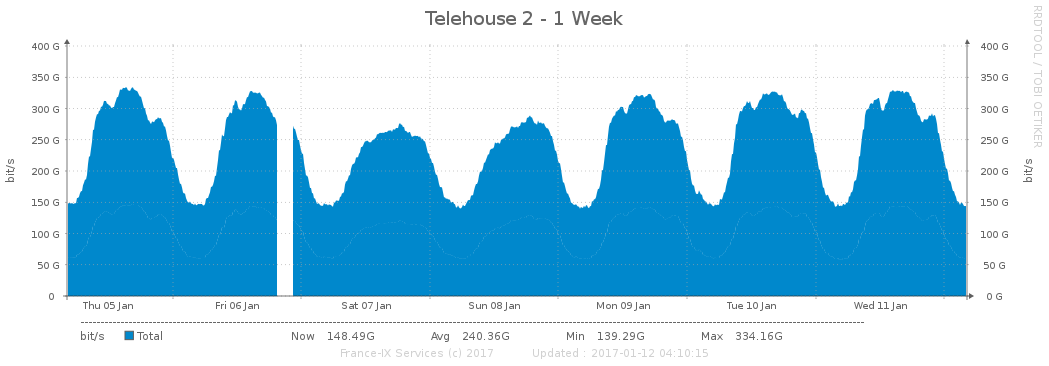 Telehouse 2 - 1 Week
RRDTOOL / TOBI OETIKER
bit/s
400 G 400 G
350 G 350 G
300 G 300 G
250 G 250 G
200 G 200 G
150 G 150 G
100 G 100 G
50 G 50 G
0 0 G
bit/s
Thu 05 Jan Fri 06 Jan Sat 07 Jan Sun 08 Jan Mon 09 Jan Tue 10 Jan Wed 11 Jan
bit/s Total Now 148.49G Avg 240.36G Min 139.29G Max 334.16G
France-IX Services (c) 2017 Updated : 2017-01-12 04:10:15